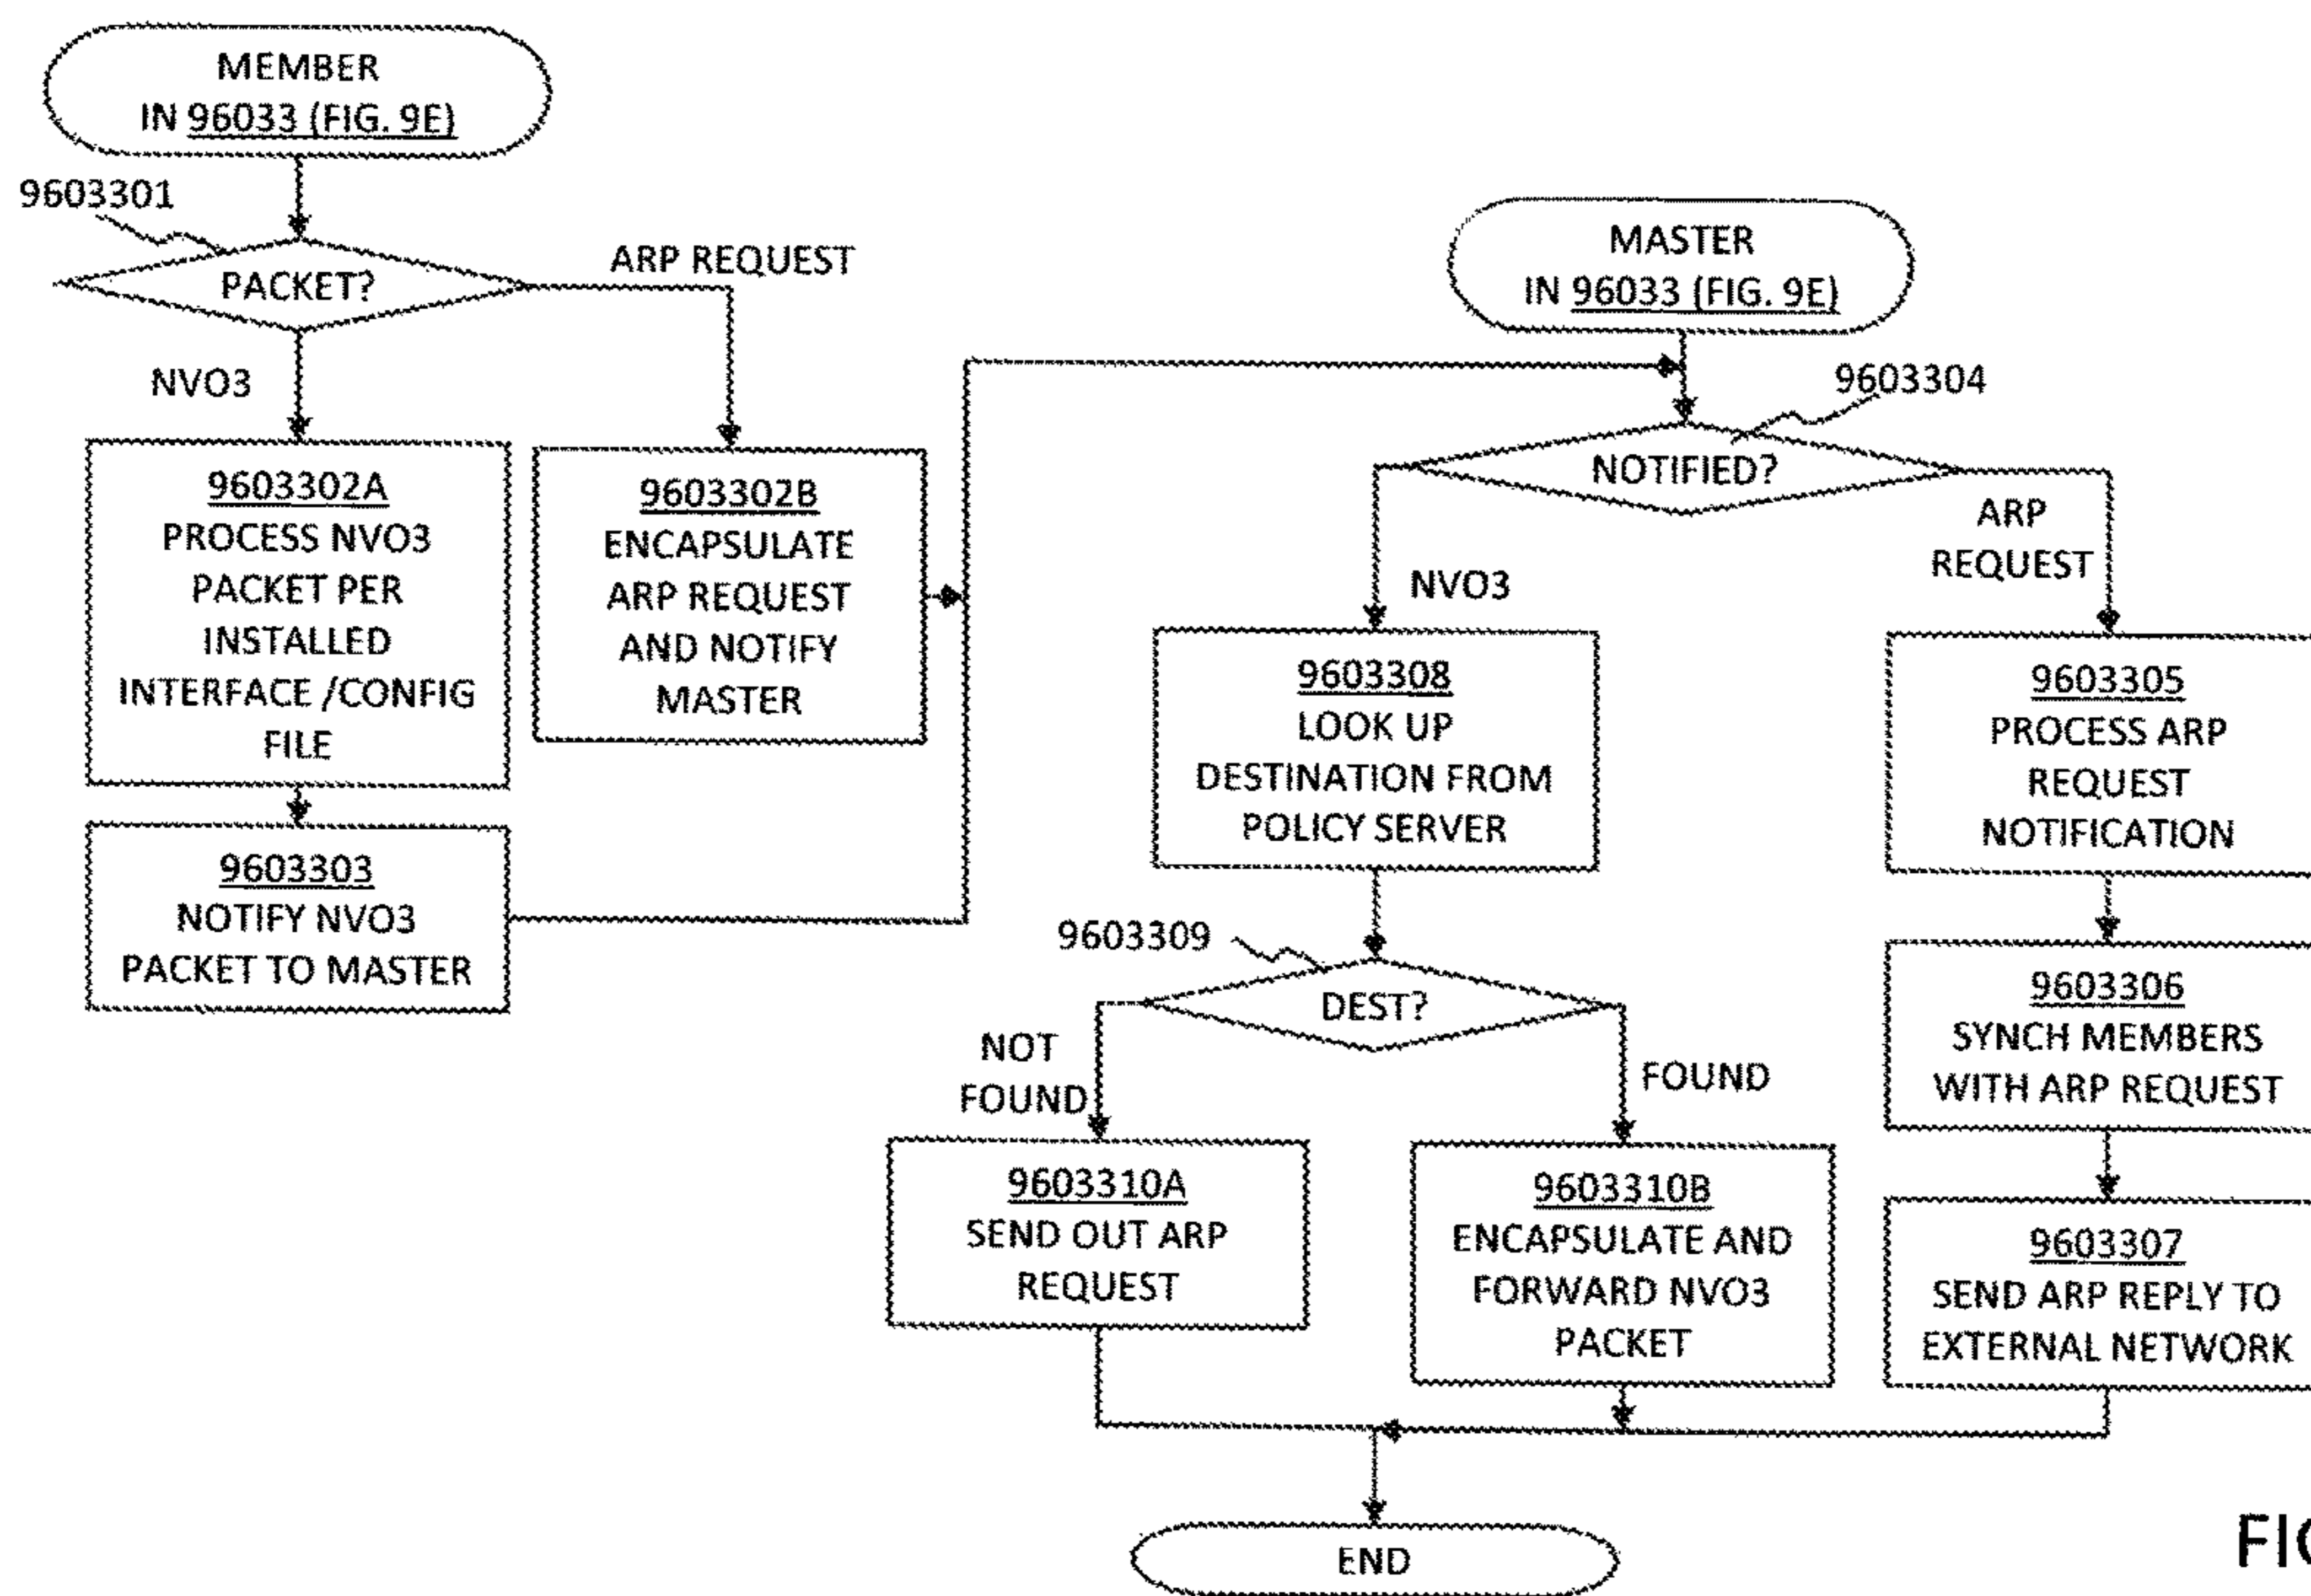 MEMBER
IN 96033 (FIG. 9E)
9603301
PACKET?
ARP REQUEST
NVO3
9603302A
PROCESS NVO3
PACKET PER
INSTALLED
INTERFACE /CONFIG
FILE
9603302B
ENCAPSULATE
ARP REQUEST
AND NOTIFY
MASTER
9603303
NOTIFY NVO3
PACKET TO MASTER
MASTER
IN 96033 (FIG. 9E)
9603304
NOTIFIED?
NVO3
ARP
REQUEST
9603308
LOOK UP
DESTINATION FROM
POLICY SERVER
9603305
PROCESS ARP
REQUEST
NOTIFICATION
9603309
DEST?
NOT
FOUND
FOUND
9603306
SYNCH MEMBERS
WITH ARP REQUEST
9603310A
SEND OUT ARP
REQUEST
9603310B
ENCAPSULATE AND
FORWARD NVO3
PACKET
9603307
SEND ARP REPLY TO
EXTERNAL NETWORK
END